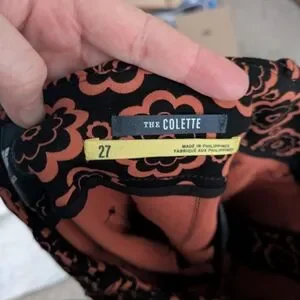 THE COLETTE
27
MADE IN PHILIPPINES
FABRIQUÉ AUX PHILIPPINES